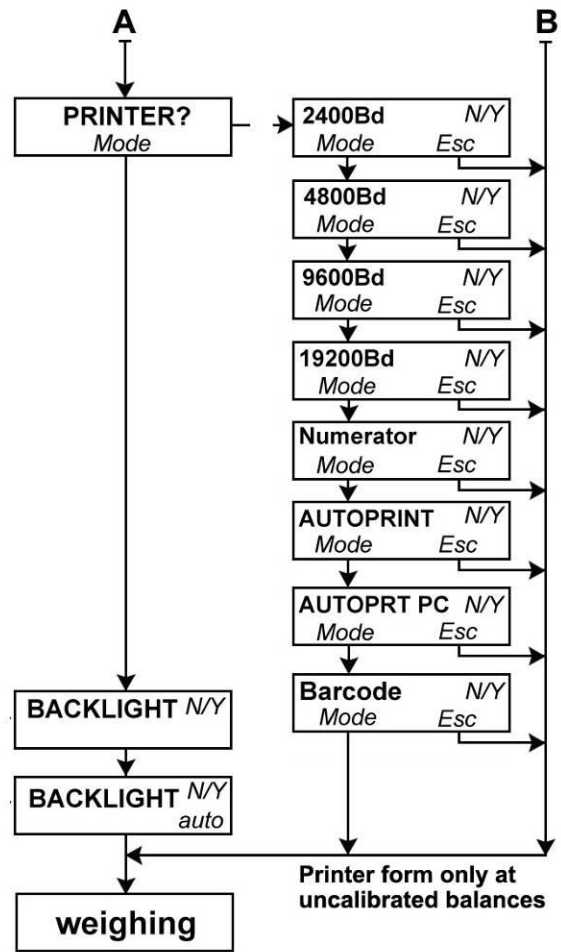 A
B
PRINTER?
Mode
2400Bd N/Y
Mode Esc
4800Bd N/Y
Mode Esc
9600Bd N/Y
Mode Esc
19200Bd N/Y
Mode Esc
Numerator N/Y
Mode Esc
AUTOPRINT N/Y
Mode Esc
AUTOPRT PC N/Y
Mode Esc
Barcode N/Y
Mode Esc
BACKLIGHT N/Y
BACKLIGHT N/Y
auto
Printer form only at
uncalibrated balances
weighing